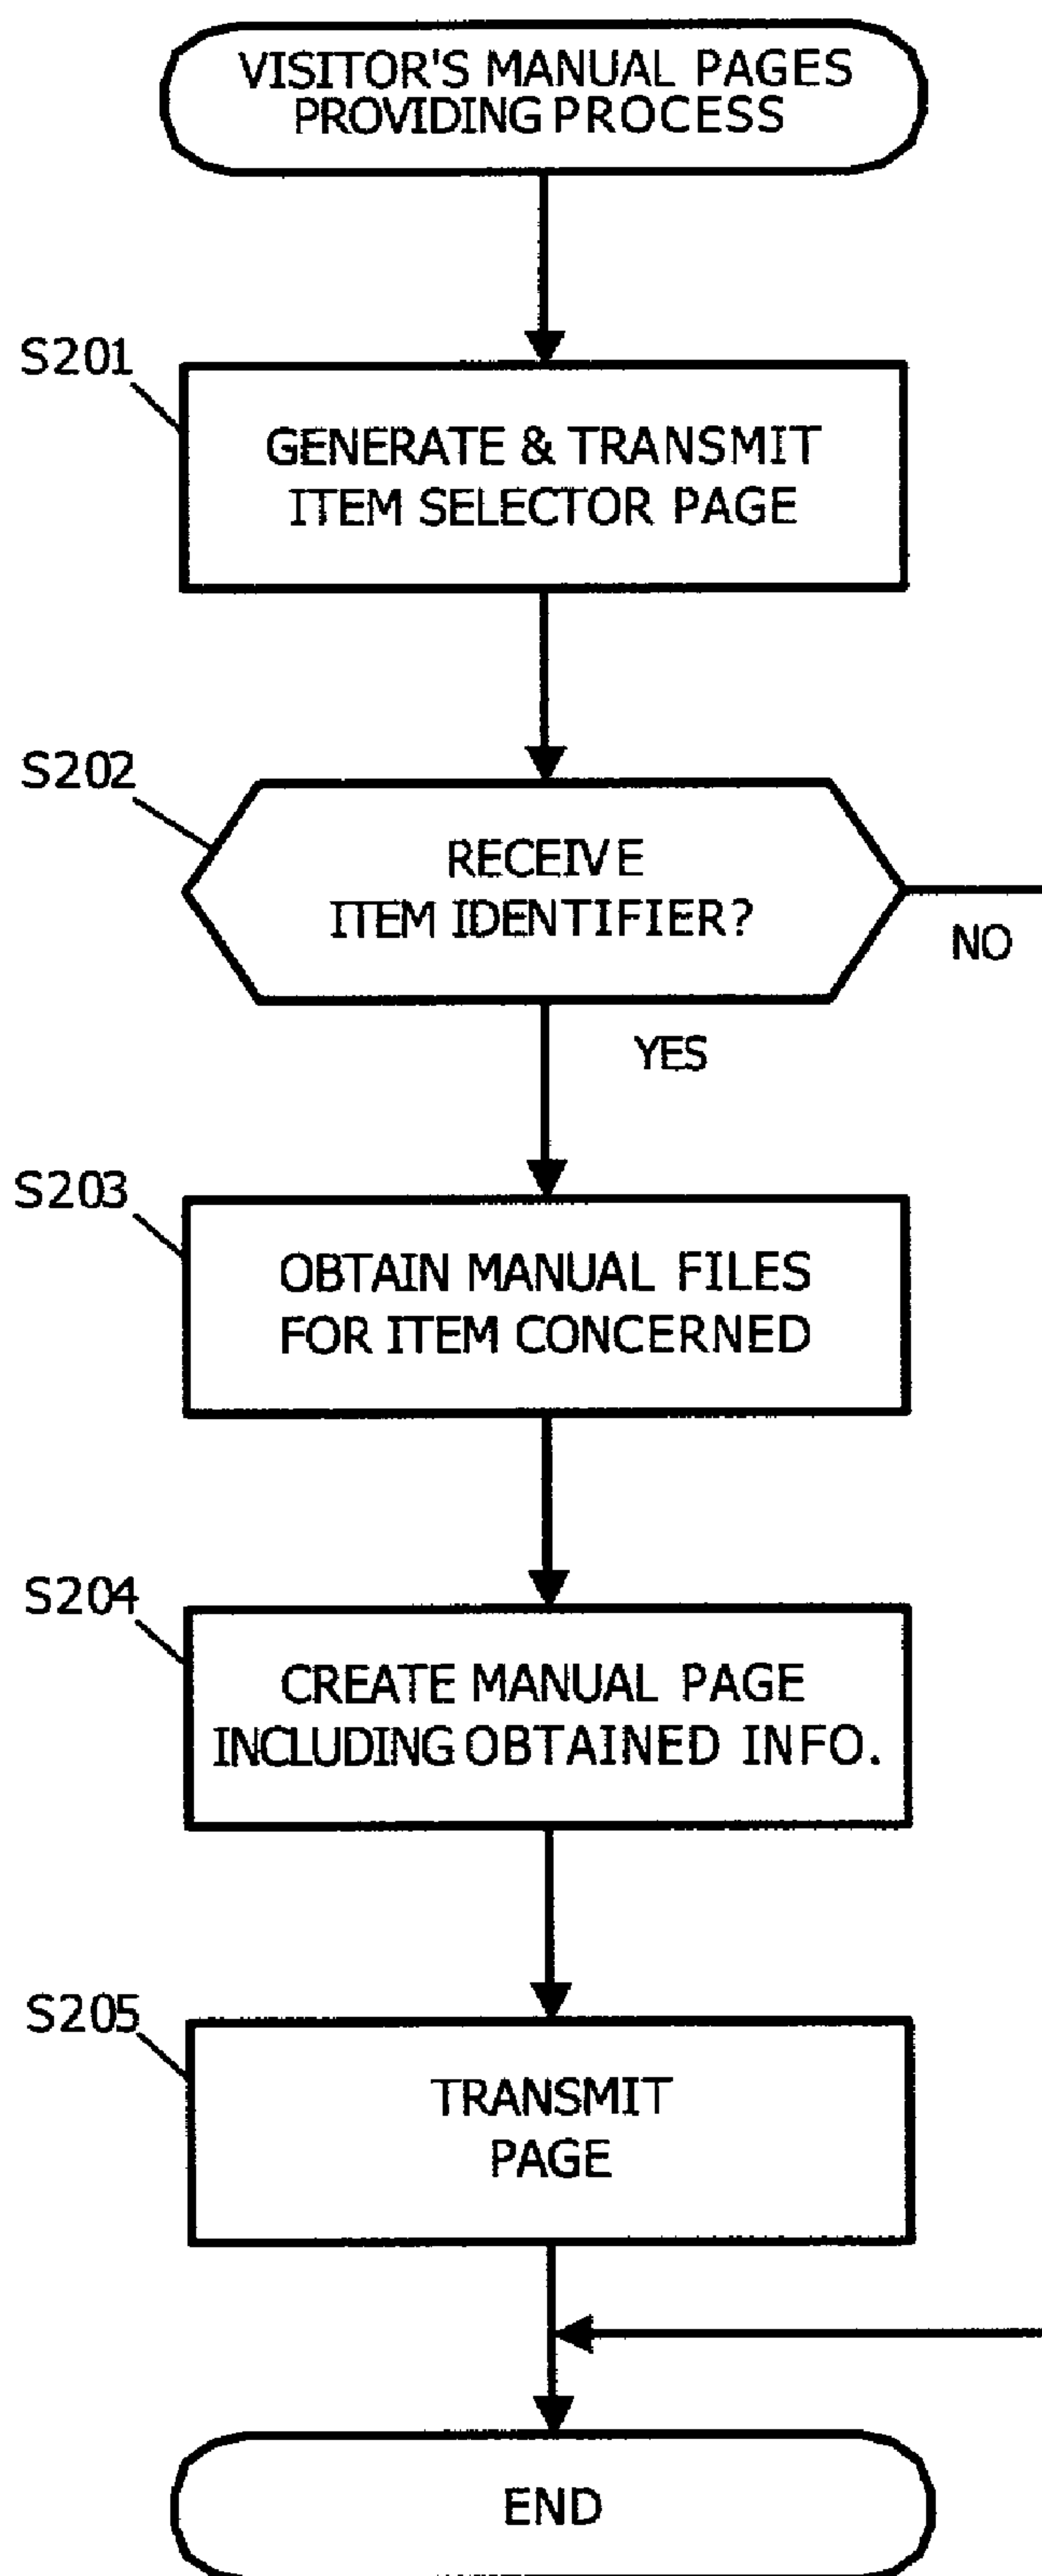 VISITOR'S MANUAL PAGES
PROVIDING PROCESS
S201
GENERATE & TRANSMIT
ITEM SELECTOR PAGE
S202
RECEIVE
ITEM IDENTIFIER?
NO
YES
S203
OBTAIN MANUAL FILES
FOR ITEM CONCERNED
S204
CREATE MANUAL PAGE
INCLUDING OBTAINED INFO.
S205
TRANSMIT
PAGE
END